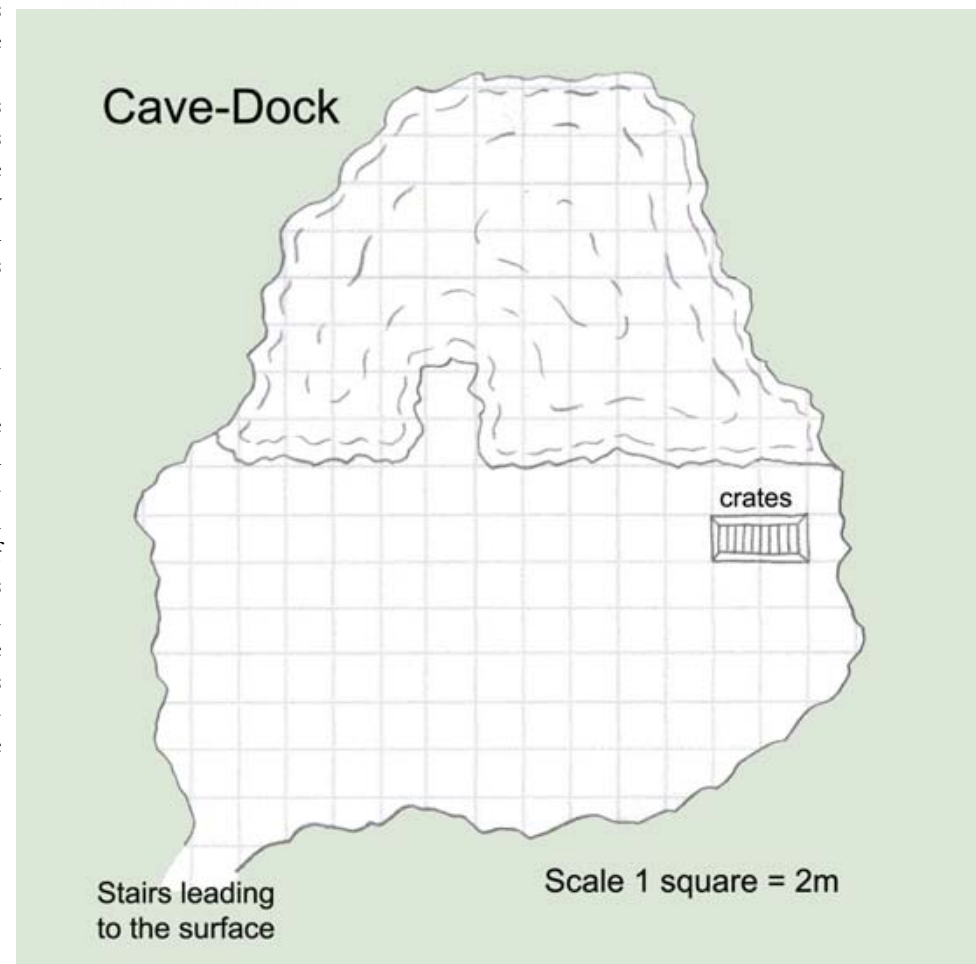 Cave-Dock
crates
Stairs leading
to the surface
Scale 1 square = 2m